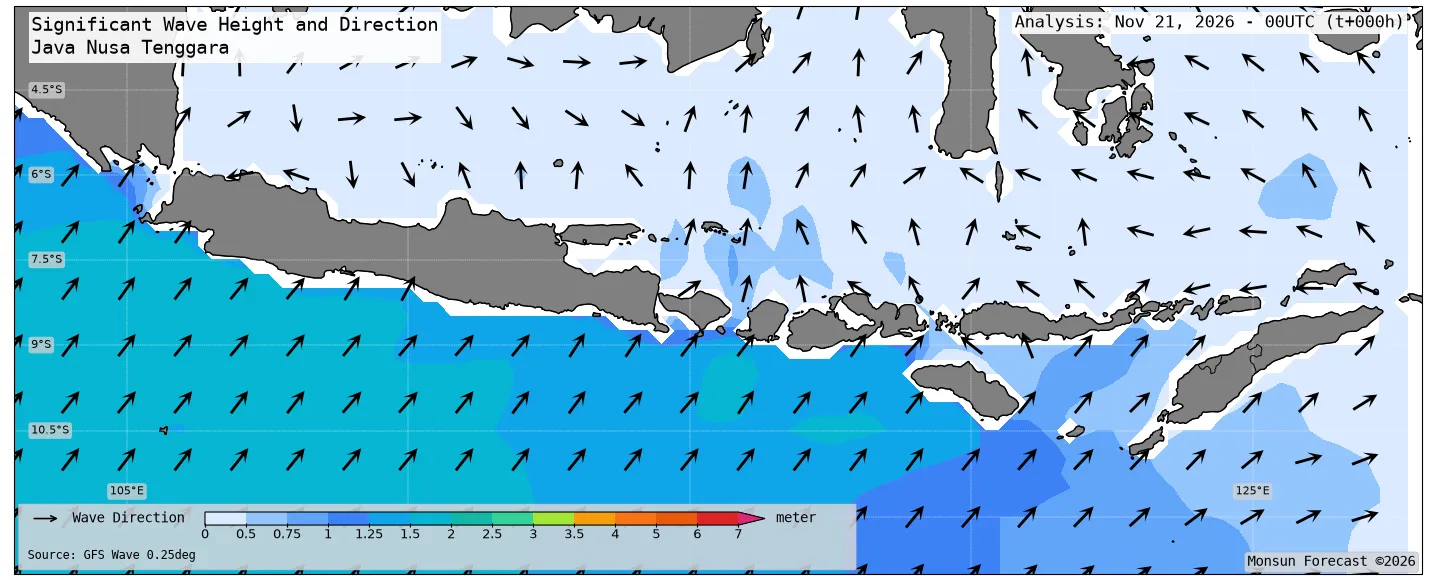 Significant Wave Height and Direction
Java Nusa Tenggara
Analysis: Nov 21, 2026 - 00UTC (t+000h)
4.5°S
6°S
7.5°S
9°S
10.5°S
105°E
125°E
Wave Direction
0 0.5 0.75 1 1.25 1.5 2 2.5 3 3.5 4 5 6 7
meter
Source: GFS Wave 0.25deg
Monsun Forecast ©2026